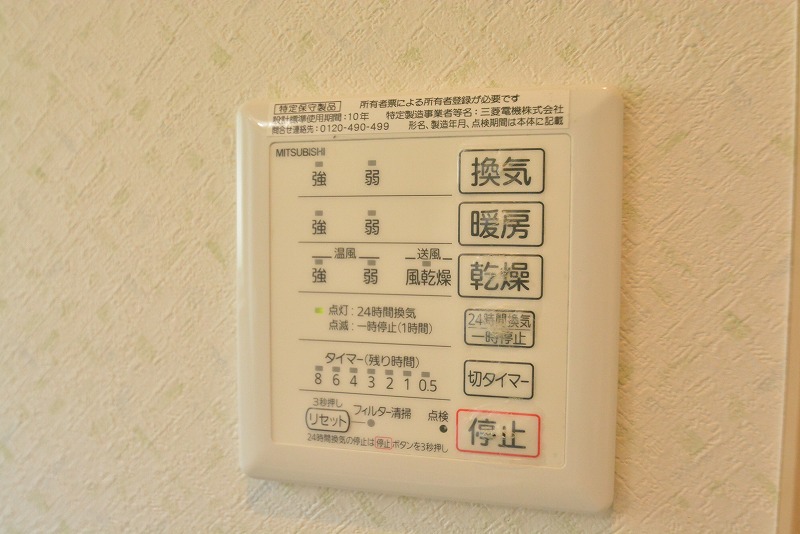 特定保守製品 所有者票による所有者登録が必要です
設計標準使用期間:10年 特定製造事業者等名:三菱電機株式会社
問合せ連絡先:0120-490-499 形名、製造年月、点検期間は本体に記載
MITSUBISHI
強 弱 換気
強 弱 暖房
温風 送風
強 弱 風乾燥 乾燥
点灯:24時間換気
点滅:一時停止(1時間)
24時間換気
一時停止
タイマー(残り時間)
8 6 4 3 2 1 0.5
切タイマー
3秒押し
リセット フィルター清掃 点検
停止
24時間換気の停止は停止ボタンを3秒押し